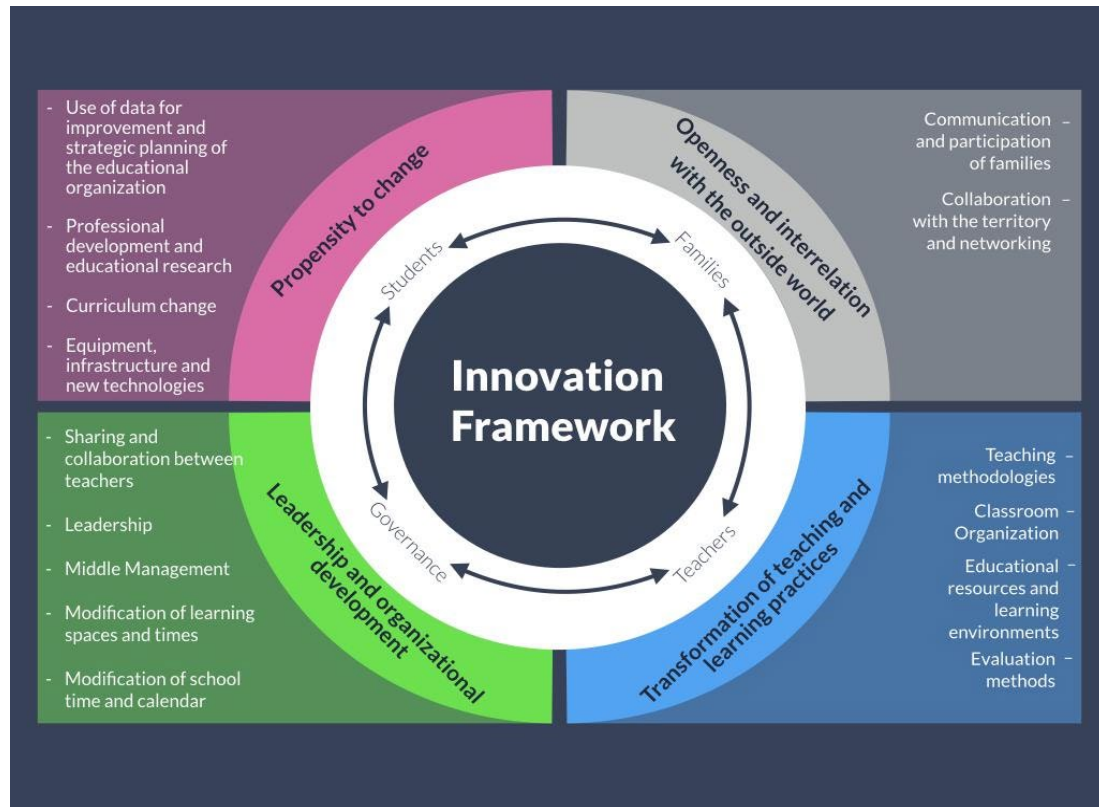 - Use of data for
improvement and
strategic planning of
the educational
organization
- Professional
development and
educational research
- Curriculum change
- Equipment,
infrastructure and
new technologies
Propensity to change
Openness and interrelation
with the outside world
Communication –
and participation
of families
Collaboration –
with the territory
and networking
Students
Families
Innovation
Framework
Governance
Teachers
- Sharing and
collaboration between
teachers
- Leadership
- Middle Management
- Modification of learning
spaces and times
- Modification of school
time and calendar
Leadership and organizational
development
Transformation of teaching and
learning practices
Teaching –
methodologies
Classroom –
Organization
Educational –
resources and
learning
environments
Evaluation –
methods